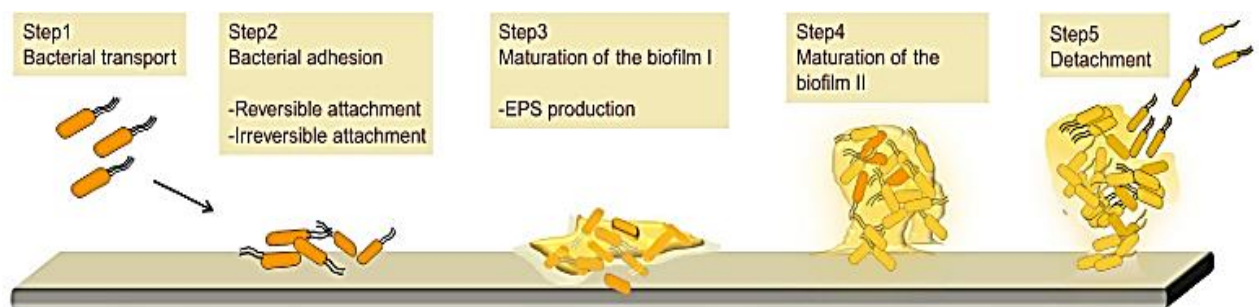 Step1
Bacterial transport
Step2
Bacterial adhesion
-Reversible attachment
-Irreversible attachment
Step3
Maturation of the biofilm I
-EPS production
Step4
Maturation of the
biofilm II
Step5
Detachment